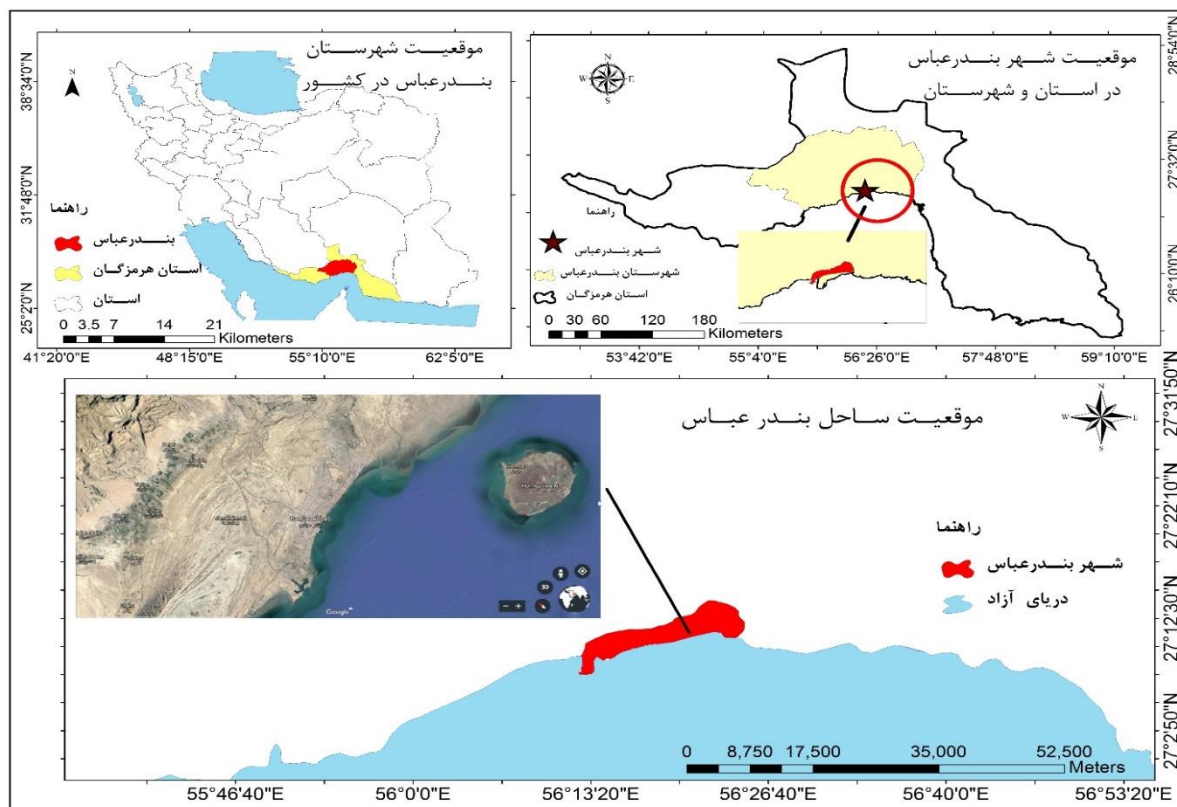 موقعیت شهرستان
بندرعباس در کشور
N
راهنما
بندرعباس
استان هرمزگان
استان
0 3.5 7 14 21
Kilometers
38°34'0"N
31°48'0"N
25°2'0"N
41°20'0"E 48°15'0"E 55°10'0"E 62°5'0"E
موقعیت شهر بندرعباس
در استان و شهرستان
N
W E
S
راهنما
شهر بندرعباس
شهرستان بندرعباس
استان هرمزگان
0 30 60 120 180
Kilometers
28°54'0"N
27°32'0"N
26°10'0"N
53°42'0"E 55°4'0"E 56°26'0"E 57°48'0"E 59°10'0"E
موقعیت ساحل بندر عباس
N
W E
S
راهنما
شهر بندرعباس
دریای آزاد
Google
3D
0 8,750 17,500 35,000 52,500
Meters
27°31'50"N
27°22'10"N
27°12'30"N
27°2'50"N
55°46'40"E 56°0'0"E 56°13'20"E 56°26'40"E 56°40'0"E 56°53'20"E